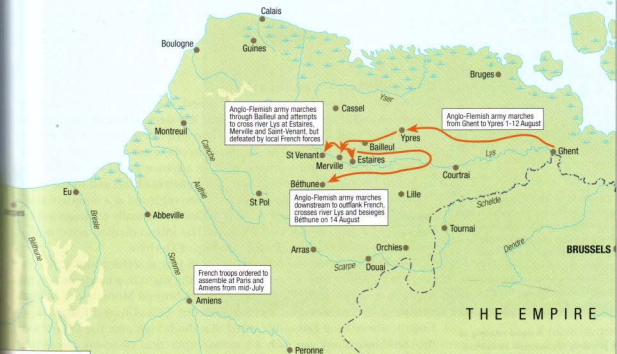 Calais
Guines
Boulogne
Bruges
Yser
Cassel
Anglo-Flemish army marches
through Bailleul and attempts
to cross river Lys at Estaires,
Merville and Saint-Venant, but
defeated by local French forces
Anglo-Flemish army marches
from Ghent to Ypres 1-12 August
Montreuil
Canche
Ypres
Bailleul
St Venant
Merville
Estaires
Lys
Ghent
Courtrai
Authie
Béthune
Eu
Bresle
Abbeville
St Pol
Anglo-Flemish army marches
downstream to outflank French,
crosses river Lys and besieges
Béthune on 14 August
Lille
Schelde
Tournai
Béthune
Somme
Arras
Scarpe
Orchies
Douai
Dendre
BRUSSELS
French troops ordered to
assemble at Paris and
Amiens from mid-July
Amiens
THE EMPIRE
Peronne